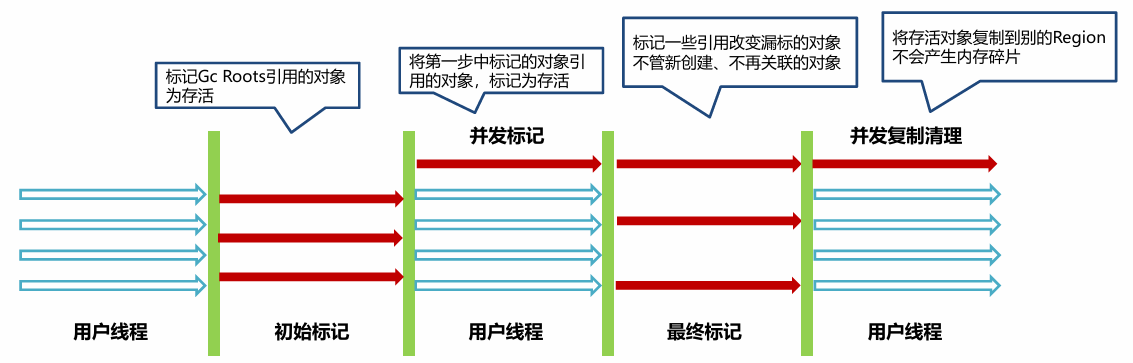 标记Gc Roots引用的对象
为存活
将第一步中标记的对象引
用的对象，标记为存活
标记一些引用改变漏标的对象
不管新创建、不再关联的对象
将存活对象复制到别的Region
不会产生内存碎片
并发标记
并发复制清理
用户线程
初始标记
用户线程
最终标记
用户线程